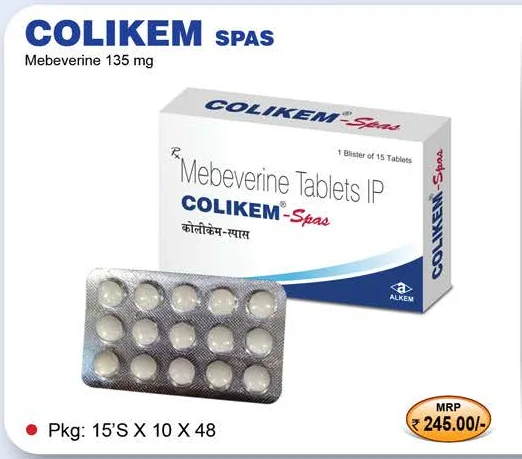 COLIKEM SPAS
Mebeverine 135 mg
COLIKEM®-Spas
1 Blister of 15 Tablets
Rx
Mebeverine Tablets IP
COLIKEM®-Spas
कोलीकेम-स्पास
COLIKEM®-Spas
a
ALKEM
Pkg: 15'S X 10 X 48
MRP
₹ 245.00/-